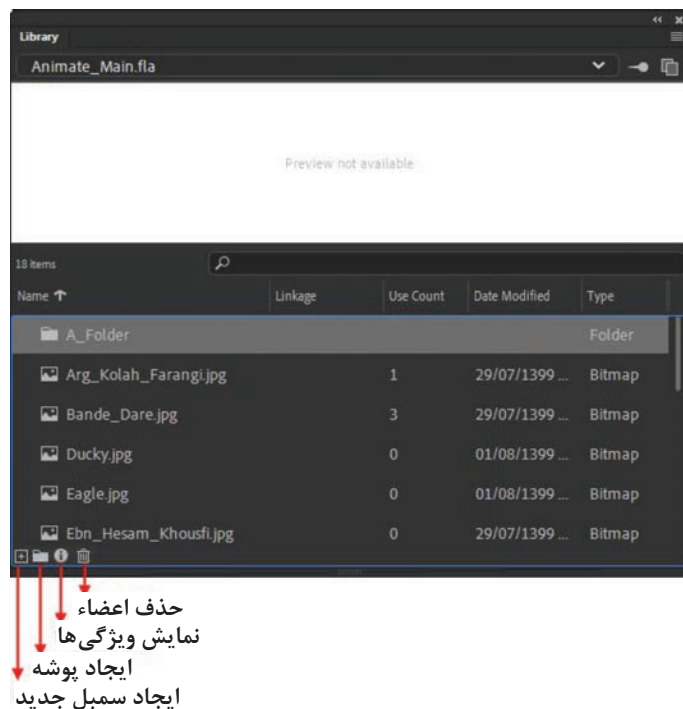 Library
Animate_Main.fla
Preview not available
18 items
Name Linkage Use Count Date Modified Type
A_Folder Folder
Arg_Kolah_Farangi.jpg 1 29/07/1399 ... Bitmap
Bande_Dare.jpg 3 29/07/1399 ... Bitmap
Ducky.jpg 0 01/08/1399 ... Bitmap
Eagle.jpg 0 01/08/1399 ... Bitmap
Ebn_Hesam_Khousfi.jpg 0 29/07/1399 ... Bitmap
حذف اعضاء
نمایش ویژگی‌ها
ایجاد پوشه
ایجاد سمبل جدید